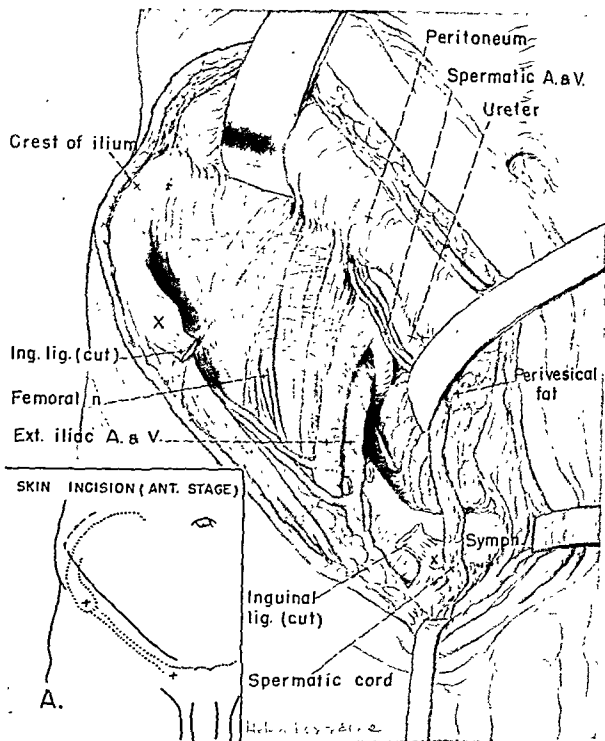 Peritoneum
Spermatic A. & V.
Ureter
Crest of ilium
X
Ing. lig. (cut)
Femoral n
Ext. iliac A. & V
Perivesical
fat
SKIN INCISION (ANT. STAGE)
Symph.
x
Inguinal
lig. (cut)
Spermatic cord
A.